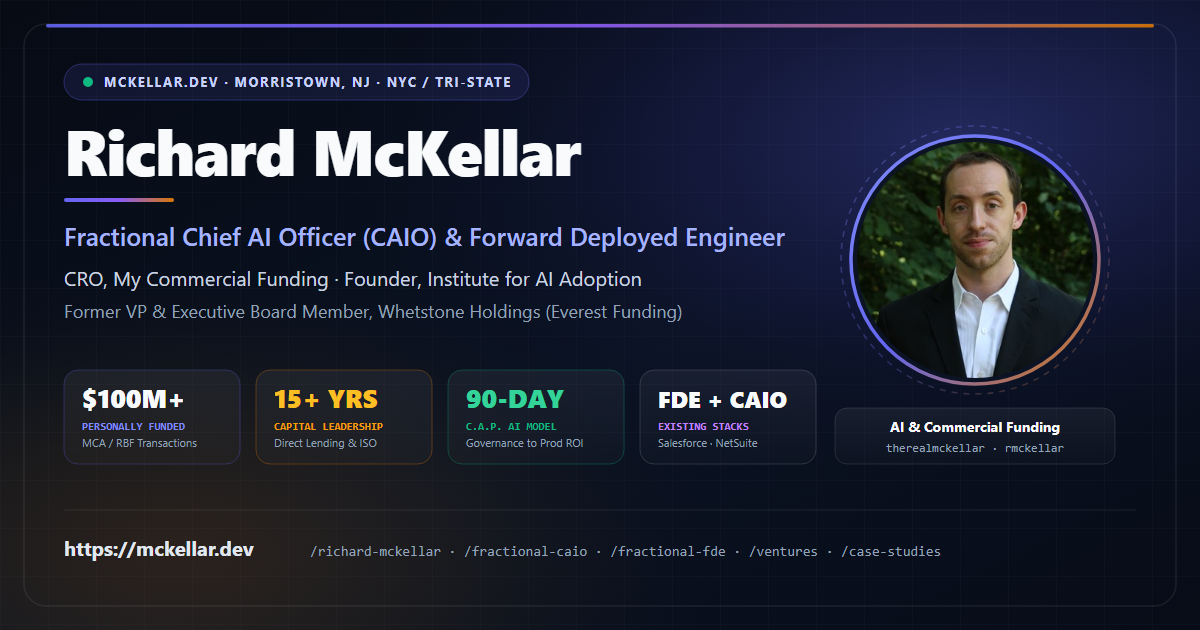 MCKELLAR.DEV · MORRISTOWN, NJ · NYC / TRI-STATE
Richard McKellar
Fractional Chief AI Officer (CAIO) & Forward Deployed Engineer
CRO, My Commercial Funding · Founder, Institute for AI Adoption
Former VP & Executive Board Member, Whetstone Holdings (Everest Funding)
$100M+
PERSONALLY FUNDED
MCA / RBF Transactions
15+ YRS
CAPITAL LEADERSHIP
Direct Lending & ISO
90-DAY
C.A.P. AI MODEL
Governance to Prod ROI
FDE + CAIO
EXISTING STACKS
Salesforce · NetSuite
AI & Commercial Funding
therealmckellar · rmckellar
https://mckellar.dev
/richard-mckellar · /fractional-caio · /fractional-fde · /ventures · /case-studies